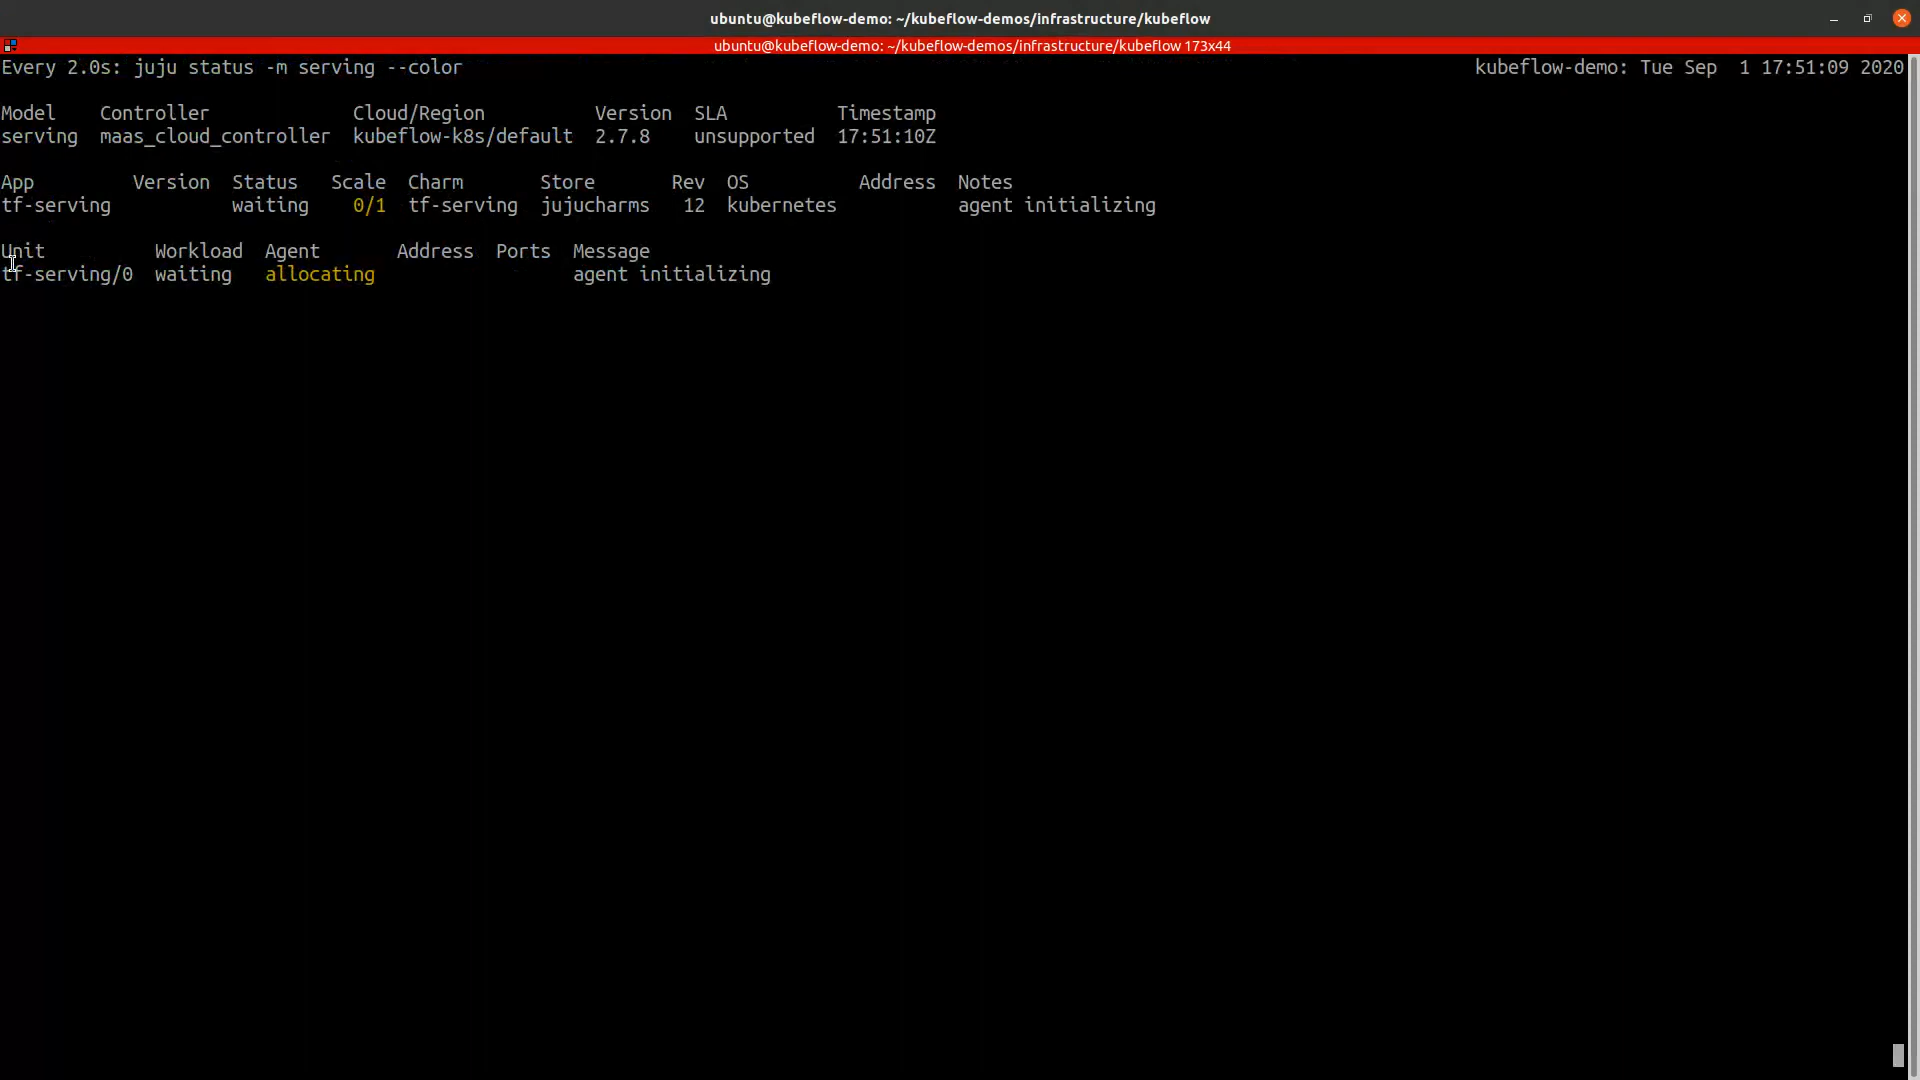 ubuntu@kubeflow-demo: ~/kubeflow-demos/infrastructure/kubeflow
ubuntu@kubeflow-demo: ~/kubeflow-demos/infrastructure/kubeflow 173x44
Every 2.0s: juju status -m serving --color kubeflow-demo: Tue Sep  1 17:51:09 2020
Model    Controller             Cloud/Region          Version  SLA          Timestamp
serving  maas_cloud_controller  kubeflow-k8s/default  2.7.8    unsupported  17:51:10Z
App         Version  Status   Scale  Charm       Store       Rev  OS          Address  Notes
tf-serving           waiting    0/1  tf-serving  jujucharms   12  kubernetes           agent initializing
Unit          Workload  Agent       Address  Ports  Message
tf-serving/0  waiting   allocating                  agent initializing